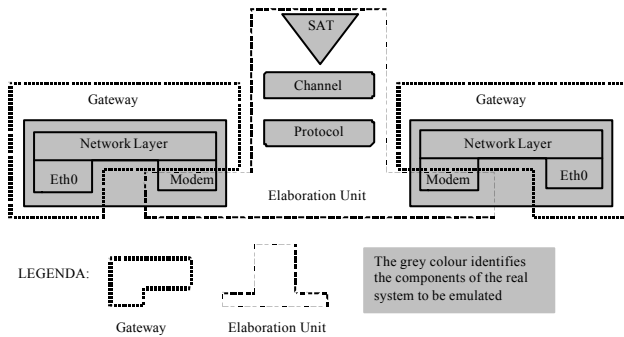 SAT
Channel
Protocol
Gateway
Network Layer
Eth0
Modem
Elaboration Unit
Gateway
Network Layer
Modem
Eth0
LEGENDA:
Gateway
Elaboration Unit
The grey colour identifies
the components of the real
system to be emulated